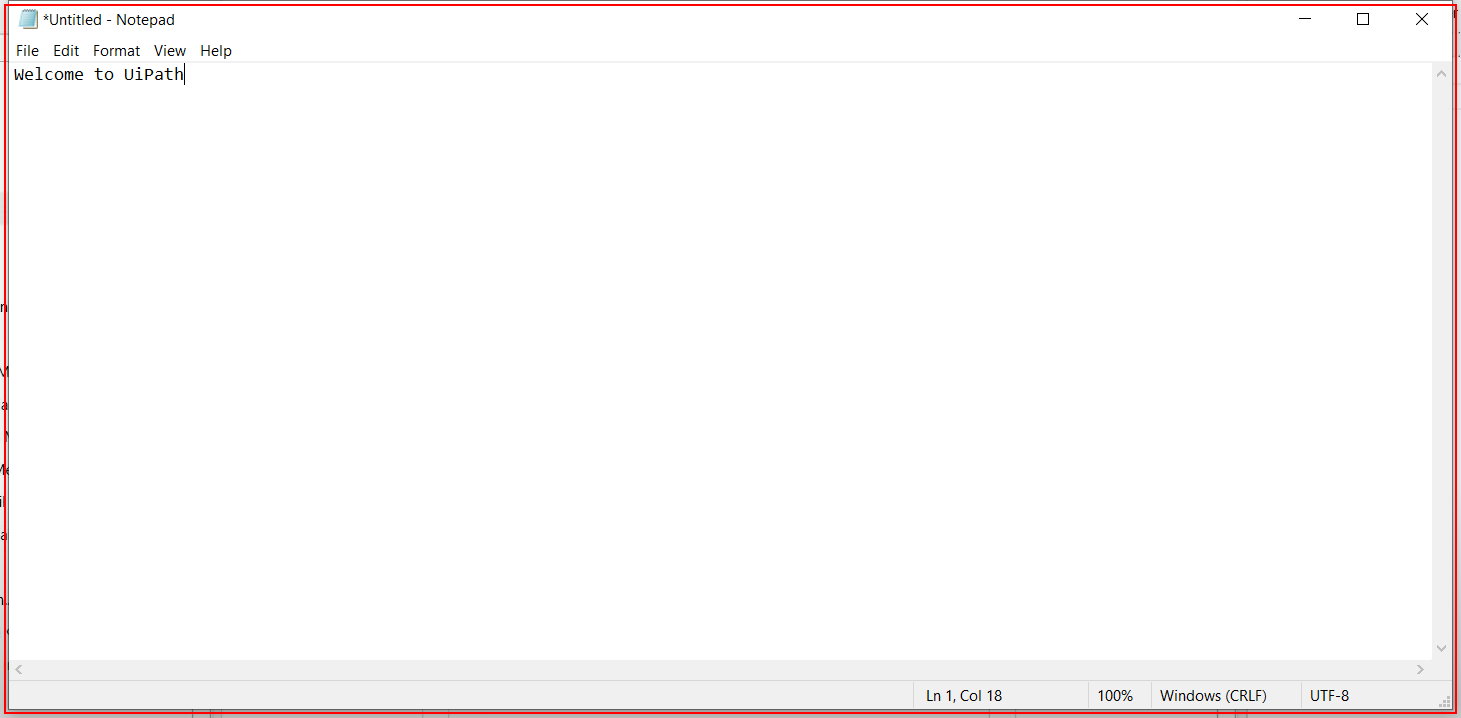 *Untitled - Notepad
File Edit Format View Help
Welcome to UiPath
Ln 1, Col 18 100% Windows (CRLF) UTF-8